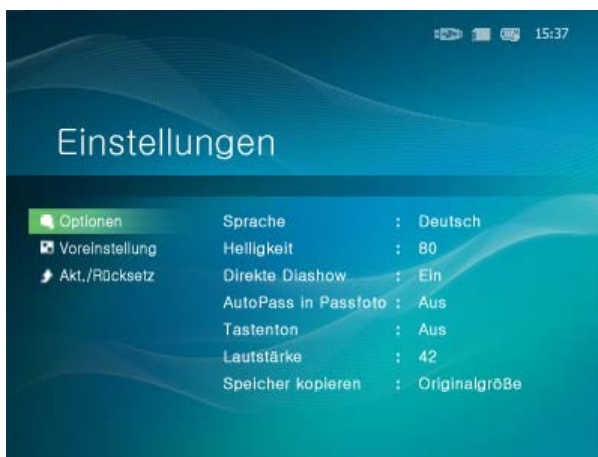 15:37
Einstellungen
Optionen
Voreinstellung
Akt./Rücksetz
Sprache : Deutsch
Helligkeit : 80
Direkte Diashow : Ein
AutoPass in Passfoto : Aus
Tastenton : Aus
Lautstärke : 42
Speicher kopieren : Originalgröße